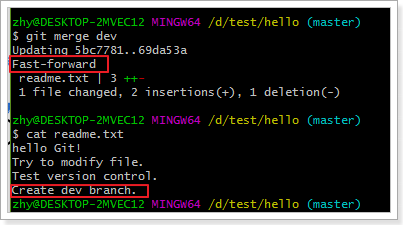 zhy@DESKTOP-2MVEC12 MINGW64 /d/test/hello (master)
$ git merge dev
Updating 5bc7781..69da53a
Fast-forward
 readme.txt | 3 ++-
 1 file changed, 2 insertions(+), 1 deletion(-)
zhy@DESKTOP-2MVEC12 MINGW64 /d/test/hello (master)
$ cat readme.txt
hello Git!
Try to modify file.
Test version control.
Create dev branch.
zhy@DESKTOP-2MVEC12 MINGW64 /d/test/hello (master)